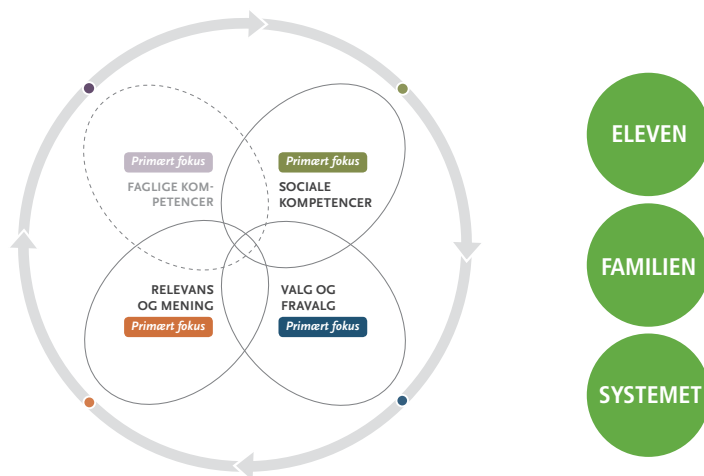 Primært fokus
FAGLIGE KOM-
PETENCER
Primært fokus
SOCIALE
KOMPETENCER
RELEVANS
OG MENING
Primært fokus
VALG OG
FRAVALG
Primært fokus
ELEVEN
FAMILIEN
SYSTEMET